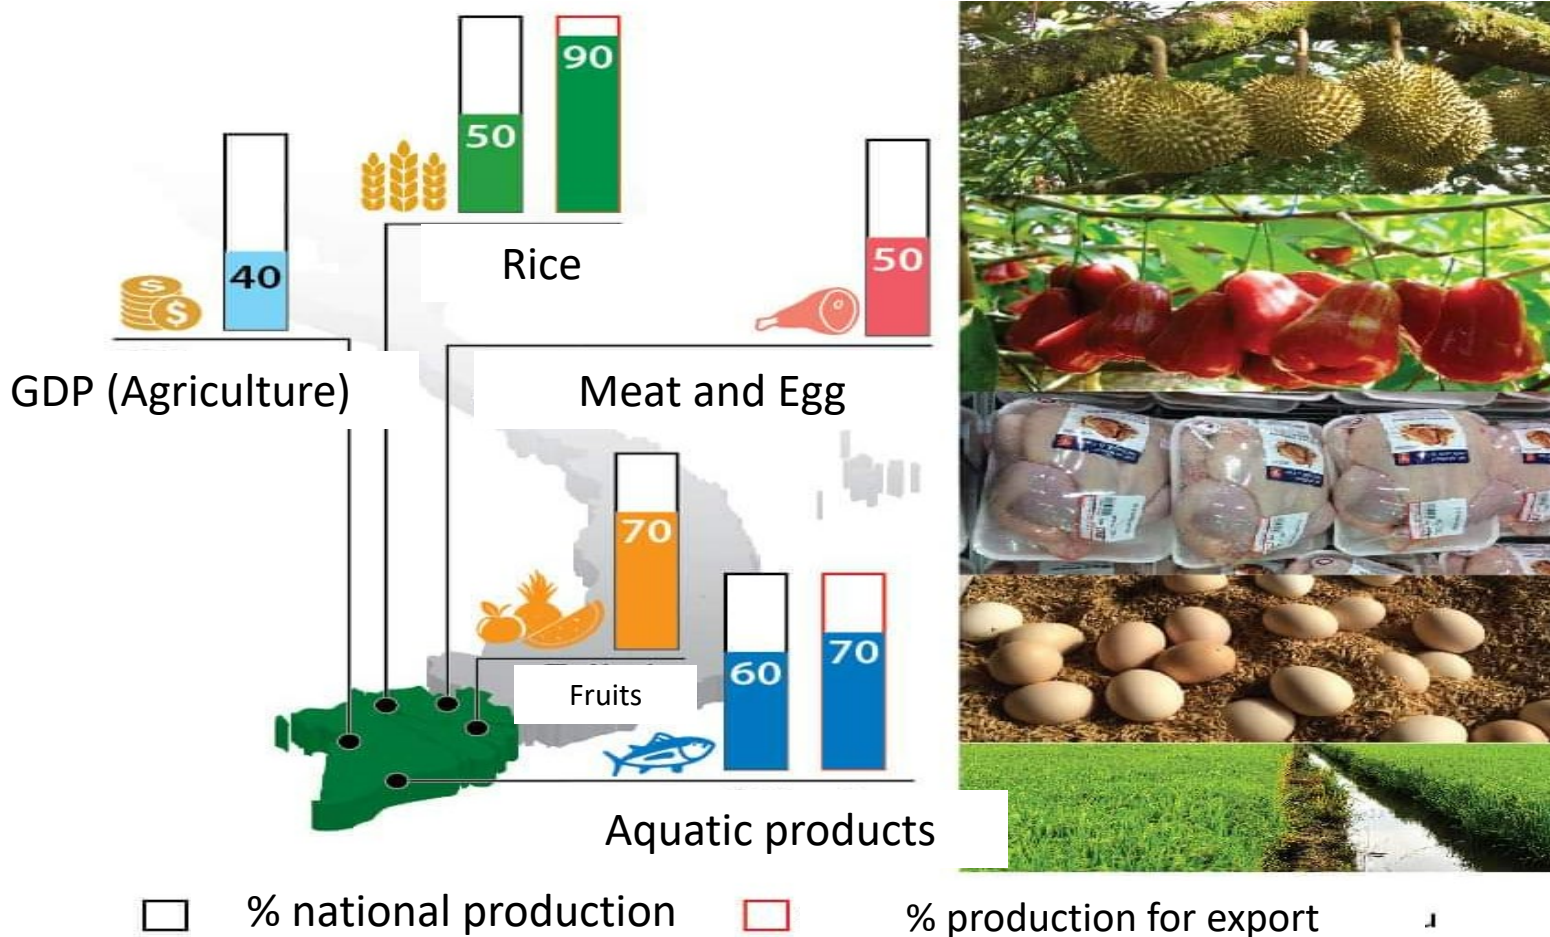 90
50
40
Rice
50
GDP (Agriculture)
Meat and Egg
70
Fruits
60
70
Aquatic products
% national production
% production for export